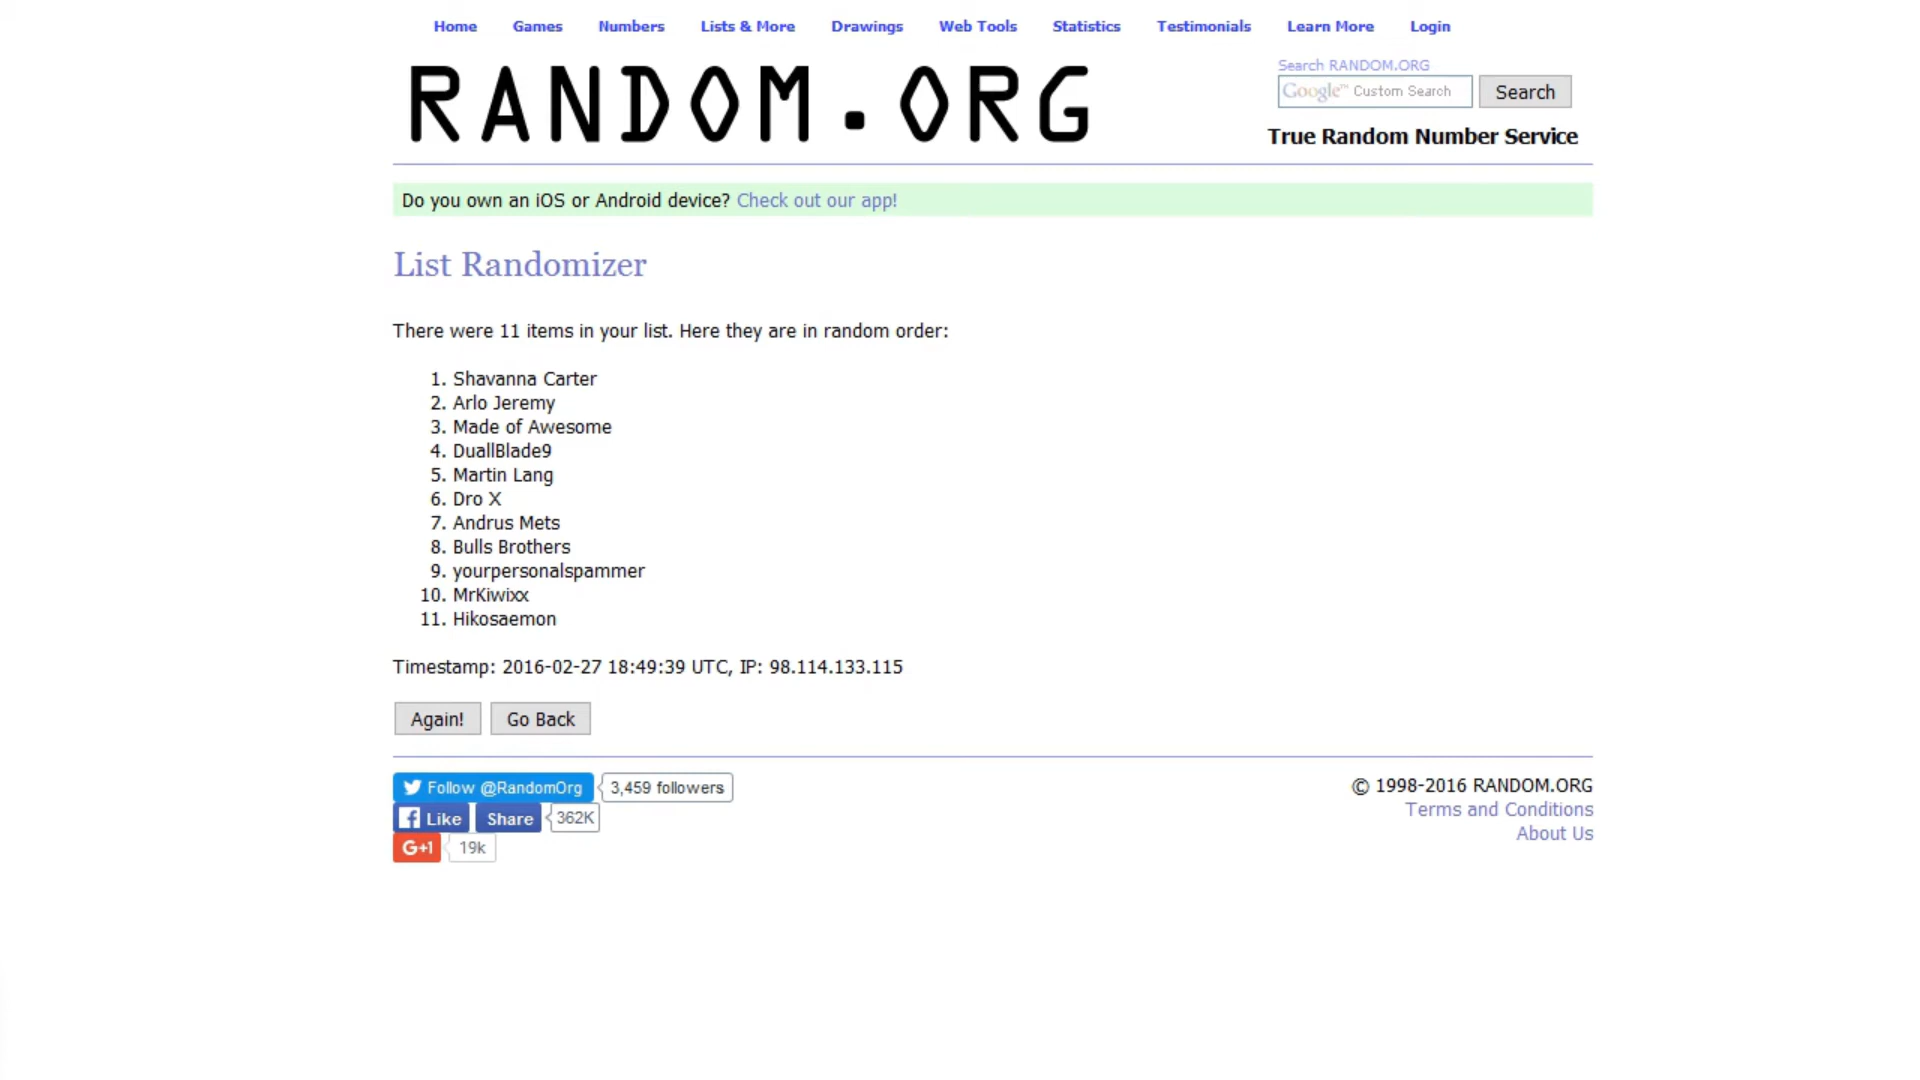 Home Games Numbers Lists & More Drawings Web Tools Statistics Testimonials Learn More Login
RANDOM.ORG
Search RANDOM.ORG
Google™ Custom Search Search
True Random Number Service
Do you own an iOS or Android device? Check out our app!
List Randomizer
There were 11 items in your list. Here they are in random order:
1. Shavanna Carter
2. Arlo Jeremy
3. Made of Awesome
4. DuallBlade9
5. Martin Lang
6. Dro X
7. Andrus Mets
8. Bulls Brothers
9. yourpersonalspammer
10. MrKiwixx
11. Hikosaemon
Timestamp: 2016-02-27 18:49:39 UTC, IP: 98.114.133.115
Again! Go Back
Follow @RandomOrg 3,459 followers
Like Share 362K
G+1 19k
© 1998-2016 RANDOM.ORG
Terms and Conditions
About Us